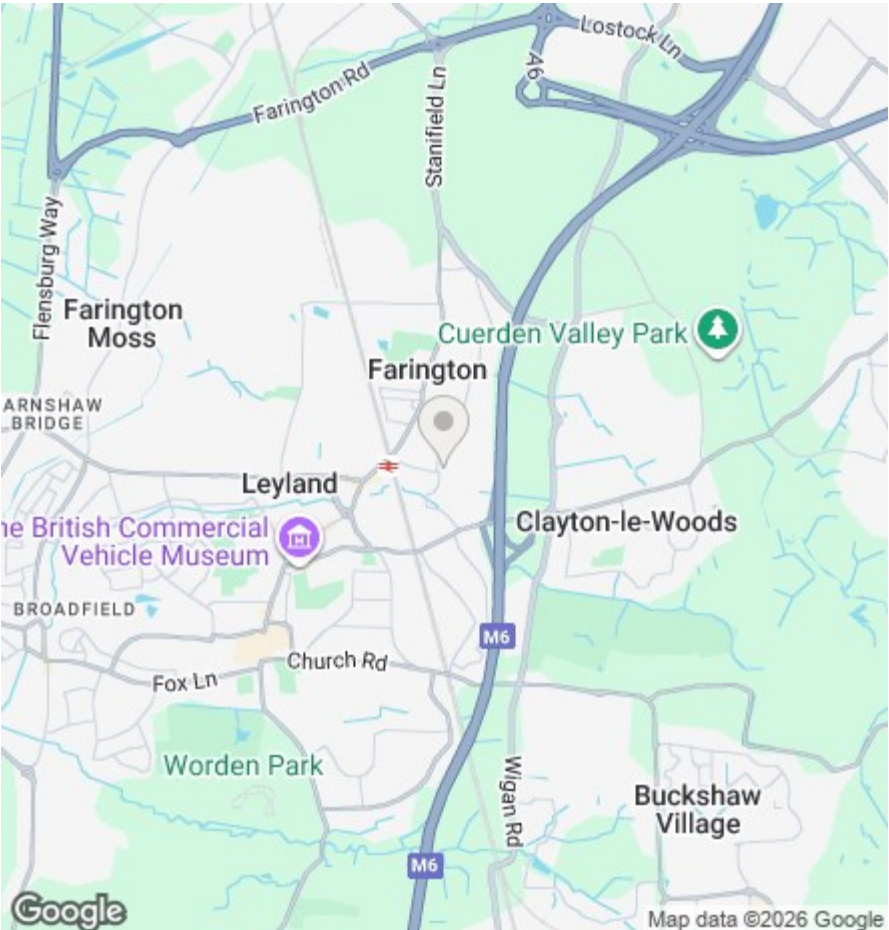 Lostock Ln
A6
Farington Rd
Stanifield Ln
Flensburg Way
Farington
Moss
Cuerden Valley Park
Farington
ARNSHAW
BRIDGE
Leyland
he British Commercial
Vehicle Museum
Clayton-le-Woods
BROADFIELD
M6
Church Rd
Fox Ln
Worden Park
Wigan Rd
Buckshaw
Village
M6
Google
Map data ©2026 Google